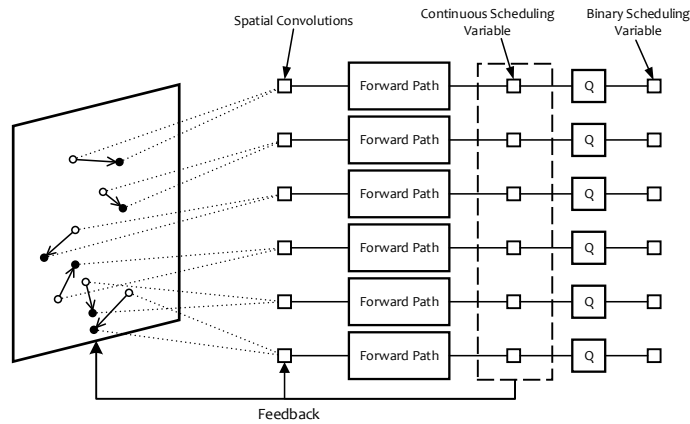 Spatial Convolutions
Continuous Scheduling
Variable
Binary Scheduling
Variable
Forward Path
Q
Forward Path
Q
Forward Path
Q
Forward Path
Q
Forward Path
Q
Forward Path
Q
Feedback